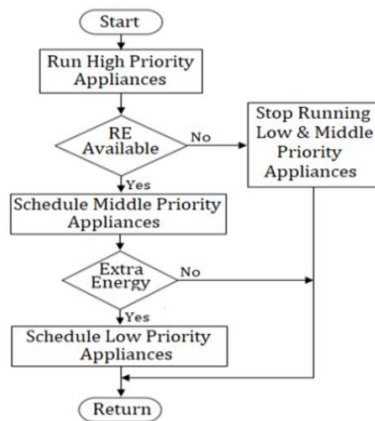 Start
Run High Priority
Appliances
RE
Available
No
Stop Running
Low & Middle
Priority
Appliances
Yes
Schedule Middle Priority
Appliances
Extra
Energy
No
Yes
Schedule Low Priority
Appliances
Return